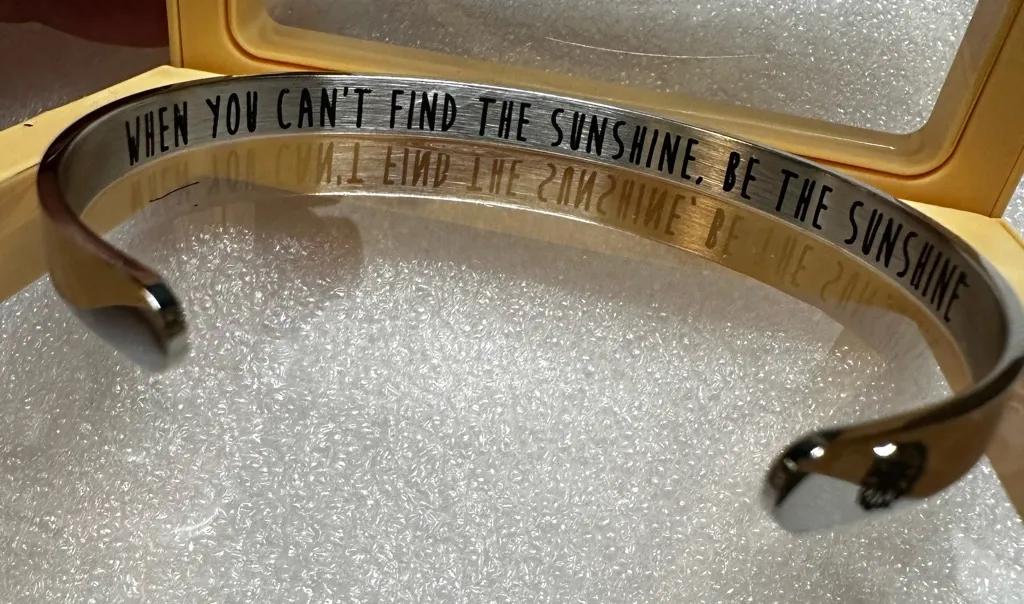 WHEN YOU CAN'T FIND THE SUNSHINE, BE THE SUNSHINE